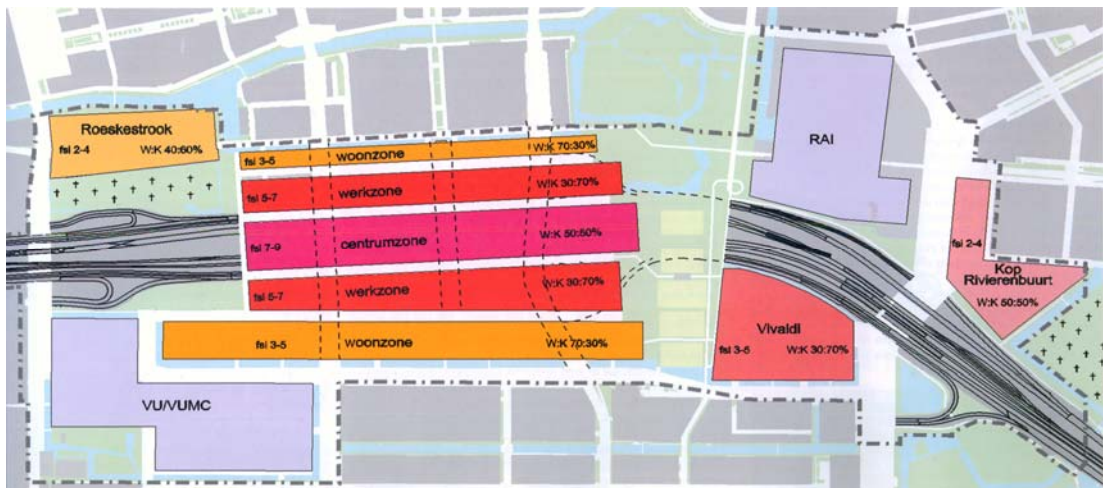 Roeskestrook
fsi 2-4 W:K 40:60%
fsi 3-5 woonzone W:K 70:30%
fsi 5-7 werkzone W:K 30:70%
fsi 7-9 centrumzone W:K 50:50%
fsi 5-7 werkzone W:K 30:70%
fsi 3-5 woonzone W:K 70:30%
VU/VUMC
RAI
fsi 2-4
Kop
Rivierenbuurt
W:K 50:50%
Vivaldi
fsi 3-5 W:K 30:70%